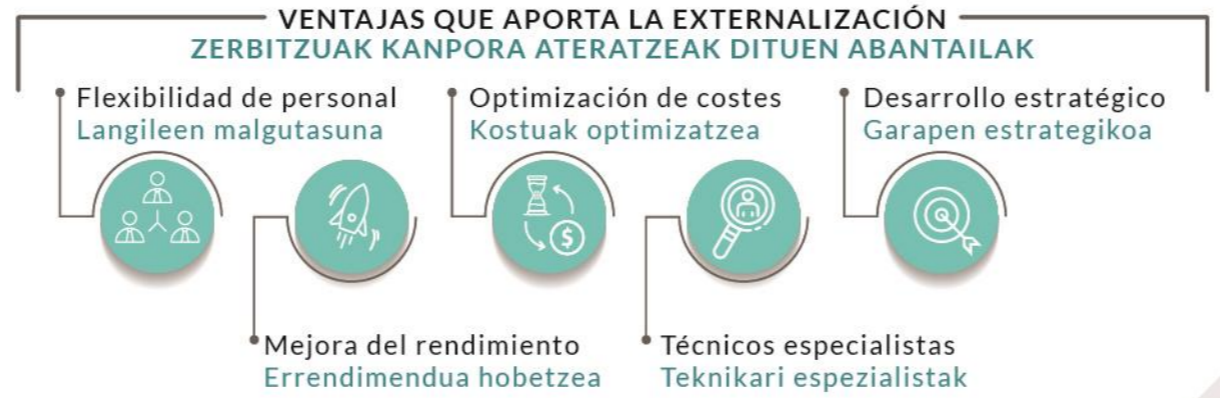 VENTAJAS QUE APORTA LA EXTERNALIZACIÓN
ZERBITZUAK KANPORA ATERATZEAK DITUEN ABANTAILAK
Flexibilidad de personal
Langileen malgutasuna
Optimización de costes
Kostuak optimizatzea
Desarrollo estratégico
Garapen estrategikoa
$
Mejora del rendimiento
Errendimendua hobetzea
Técnicos especialistas
Teknikari espezialistak